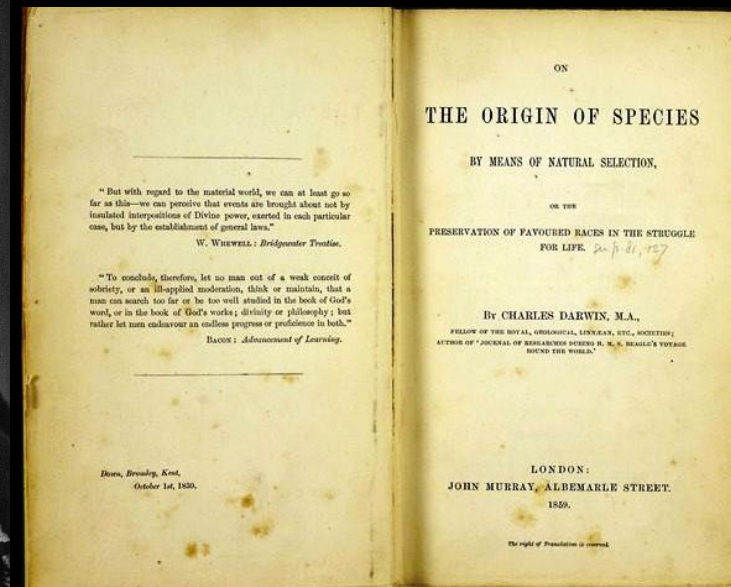 "But with regard to the material world, we can at least go so
far as this—we can perceive that events are brought about not by
insulated interpositions of Divine power, exerted in each particular
case, but by the establishment of general laws."
W. WHEWELL: Bridgewater Treatise.
"To conclude, therefore, let no man out of a weak conceit of
sobriety, or an ill-applied moderation, think or maintain, that a
man can search too far or be too well studied in the book of God's
word, or in the book of God's works; divinity or philosophy; but
rather let men endeavour an endless progress or proficience in both."
BACON: Advancement of Learning.
Down, Bromley, Kent,
October 1st, 1859.
ON
THE ORIGIN OF SPECIES
BY MEANS OF NATURAL SELECTION,
OR THE
PRESERVATION OF FAVOURED RACES IN THE STRUGGLE
FOR LIFE.
BY CHARLES DARWIN, M.A.,
FELLOW OF THE ROYAL, GEOLOGICAL, LINNÆAN, ETC., SOCIETIES;
AUTHOR OF 'JOURNAL OF RESEARCHES DURING H. M. S. BEAGLE'S VOYAGE
ROUND THE WORLD.'
LONDON:
JOHN MURRAY, ALBEMARLE STREET.
1859.
The right of Translation is reserved.